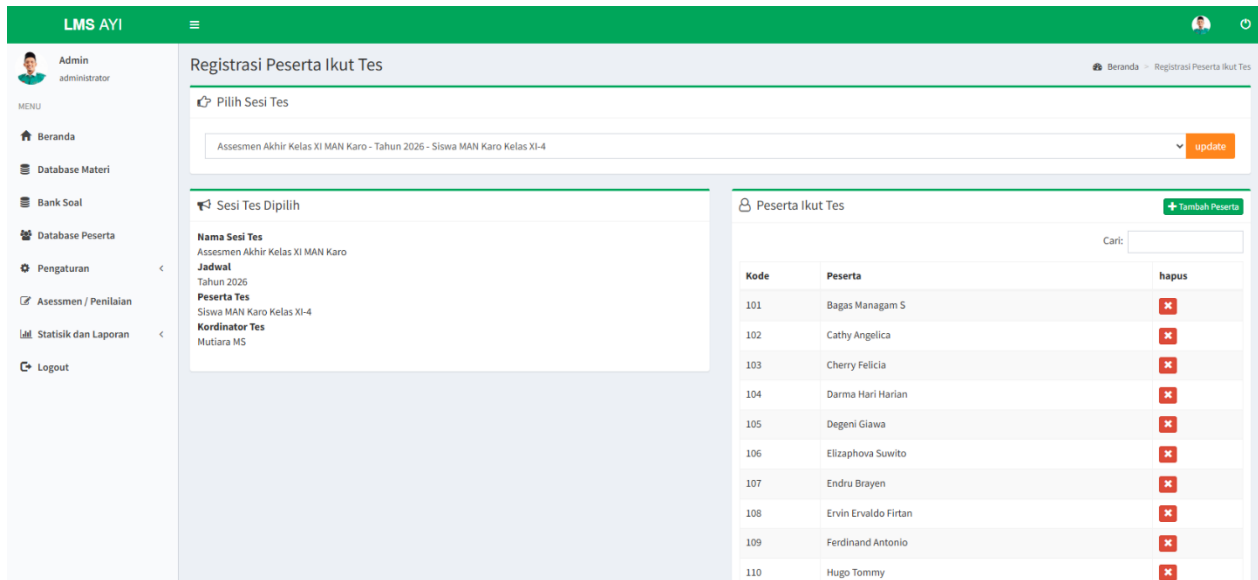 LMS AYI
Admin
administrator
MENU
Beranda
Database Materi
Bank Soal
Database Peserta
Pengaturan
Asessmen / Penilaian
Statisik dan Laporan
Logout
Registrasi Peserta Ikut Tes
Beranda > Registrasi Peserta Ikut Tes
Pilih Sesi Tes
Assesmen Akhir Kelas XI MAN Karo - Tahun 2026 - Siswa MAN Karo Kelas XI-4
update
Sesi Tes Dipilih
Nama Sesi Tes
Assesmen Akhir Kelas XI MAN Karo
Jadwal
Tahun 2026
Peserta Tes
Siswa MAN Karo Kelas XI-4
Kordinator Tes
Mutiara MS
Peserta Ikut Tes
Tambah Peserta
Cari:
Kode Peserta hapus
101 Bagas Managam S
102 Cathy Angelica
103 Cherry Felicia
104 Darma Hari Harian
105 Degeni Giawa
106 Elizaphova Suwito
107 Endru Brayen
108 Ervin Ervaldo Firtan
109 Ferdinand Antonio
110 Hugo Tommy